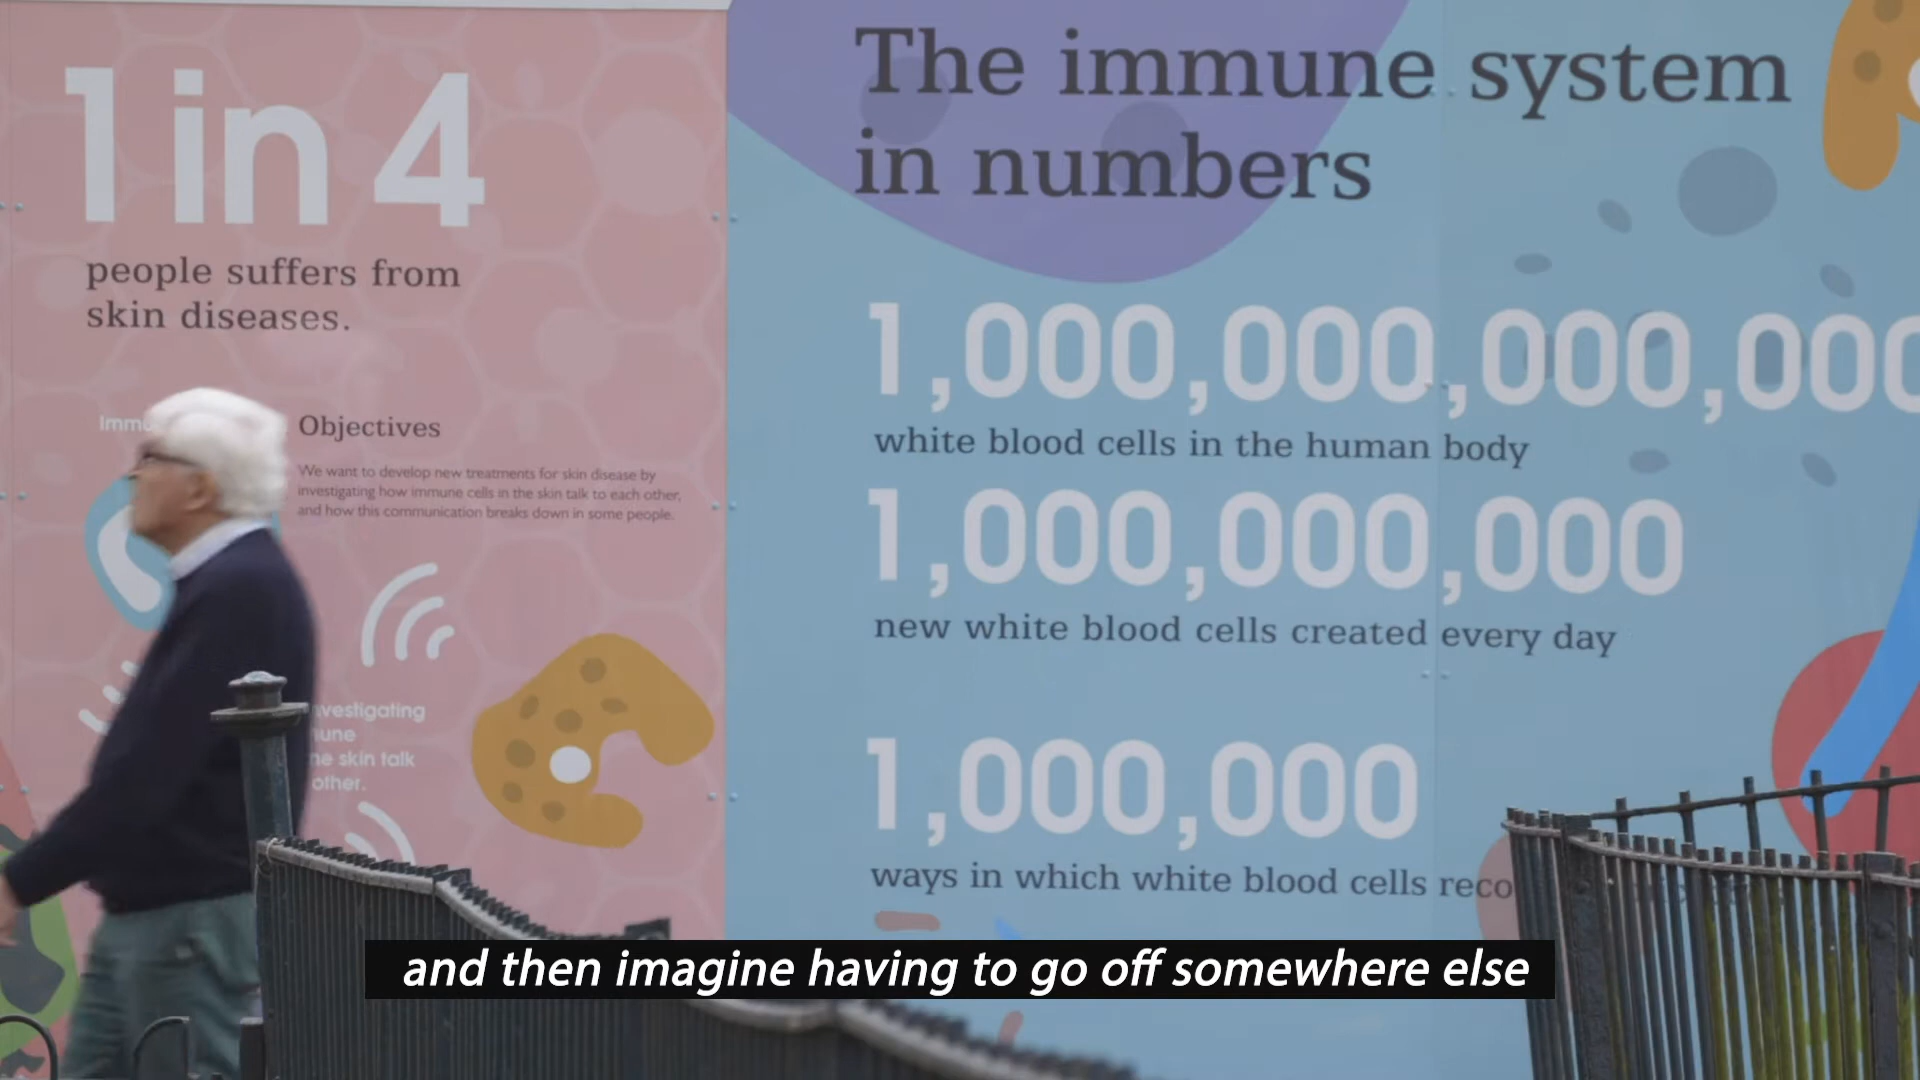 1 in 4
people suffers from
skin diseases.
Objectives
We want to develop new treatments for skin disease by
investigating how immune cells in the skin talk to each other,
and how this communication breaks down in some people.
skin talk
other.
The immune system
in numbers
1,000,000,000,000
white blood cells in the human body
1,000,000,000
new white blood cells created every day
1,000,000
ways in which white blood cells
and then imagine having to go off somewhere else